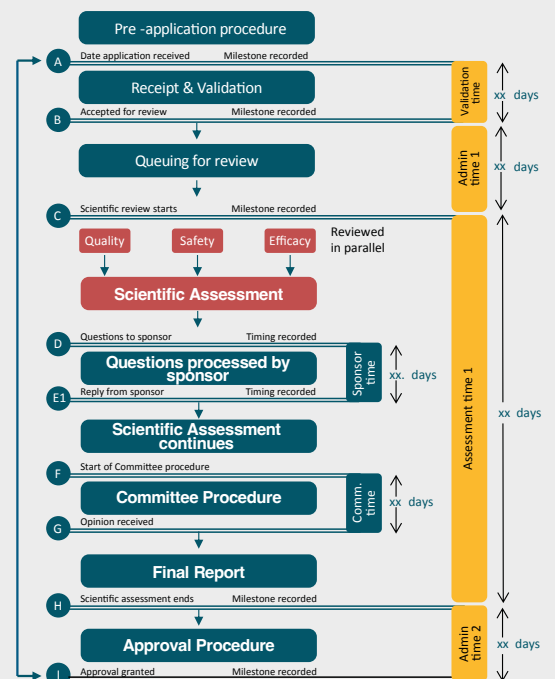 Pre -application procedure
A
Date application received Milestone recorded
Receipt & Validation
Validation
time
xx days
B
Accepted for review Milestone recorded
Queuing for review
Admin
time 1
xx days
C
Scientific review starts Milestone recorded
Quality Safety Efficacy
Reviewed
in parallel
Scientific Assessment
D
Questions to sponsor Timing recorded
Questions processed by
sponsor
Sponsor
time
xx. days
E1
Reply from sponsor Timing recorded
Scientific Assessment
continues
Assessment time 1
xx days
F
Start of Committee procedure
Committee Procedure
Comm.
time
xx days
G
Opinion received
Final Report
H
Scientific assessment ends Milestone recorded
Approval Procedure
Admin
time 2
xx days
I
Approval granted Milestone recorded